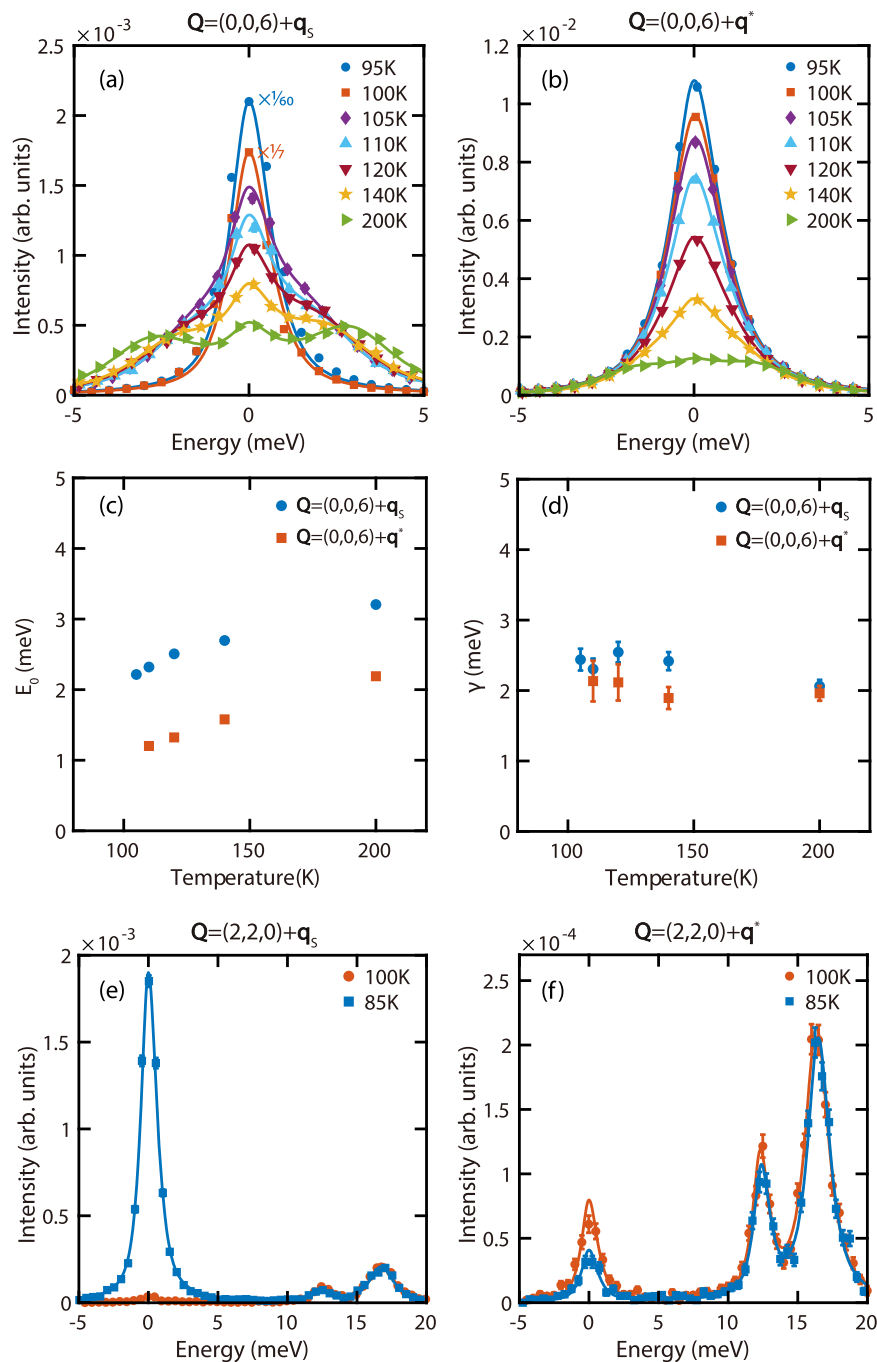 Q=(0,0,6)+qs
×10⁻³
(a)
95K
100K
105K
110K
120K
140K
200K
×1⁄60
×1⁄7
2.5
2
1.5
1
0.5
0
-5
0
5
Intensity (arb. units)
Energy (meV)
Q=(0,0,6)+q*
×10⁻²
(b)
95K
100K
105K
110K
120K
140K
200K
1.2
1.0
0.8
0.6
0.4
0.2
0
-5
0
5
Intensity (arb. units)
Energy (meV)
(c)
Q=(0,0,6)+qs
Q=(0,0,6)+q*
5
4
3
2
1
0
100
150
200
E₀ (meV)
Temperature(K)
(d)
Q=(0,0,6)+qs
Q=(0,0,6)+q*
5
4
3
2
1
0
100
150
200
γ (meV)
Temperature(K)
Q=(2,2,0)+qs
×10⁻³
(e)
100K
85K
2
1.5
1
0.5
0
-5
0
5
10
15
20
Intensity (arb. units)
Energy (meV)
Q=(2,2,0)+q*
×10⁻⁴
(f)
100K
85K
2.5
2
1.5
1
0.5
0
-5
0
5
10
15
20
Intensity (arb. units)
Energy (meV)